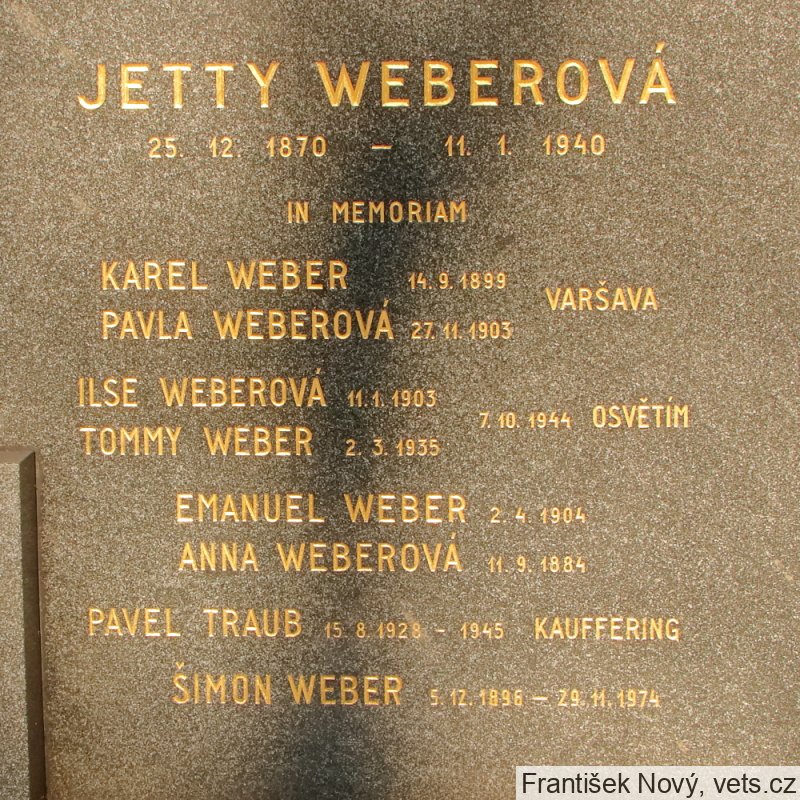 JETTY WEBEROVÁ
25. 12. 1870 — 11. 1. 1940
IN MEMORIAM
KAREL WEBER 14. 9. 1899
VARŠAVA
PAVLA WEBEROVÁ 27. 11. 1903
ILSE WEBEROVÁ 11. 1. 1903
7. 10. 1944 OSVĚTÍM
TOMMY WEBER 2. 3. 1935
EMANUEL WEBER 2. 4. 1904
ANNA WEBEROVÁ 11. 9. 1884
PAVEL TRAUB 15. 8. 1928 - 1945 KAUFFERING
ŠIMON WEBER 5. 12. 1896 — 29. 11. 1974
František Nový, vets.cz